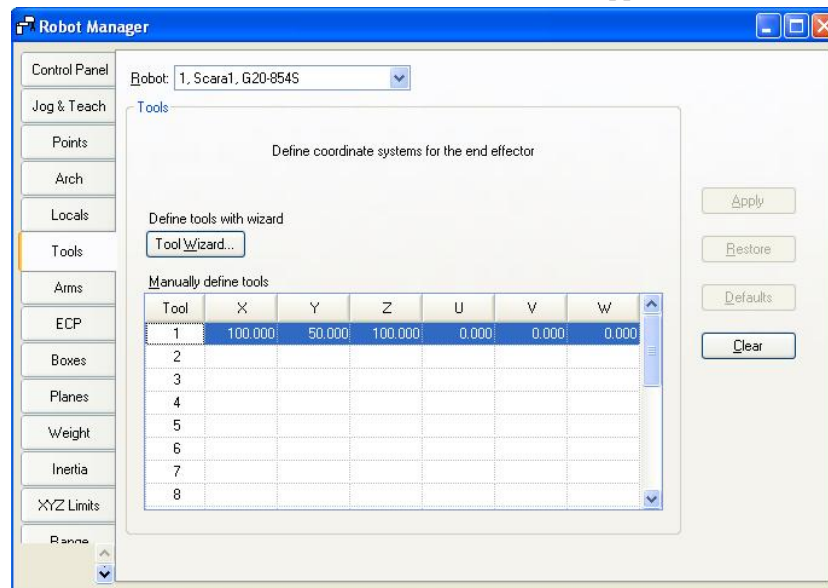 Robot Manager
Control Panel
Jog & Teach
Points
Arch
Locals
Tools
Arms
ECP
Boxes
Planes
Weight
Inertia
XYZ Limits
Range
Robot: 1, Scara1, G20-854S
Tools
Define coordinate systems for the end effector
Define tools with wizard
Tool Wizard...
Manually define tools
Tool X Y Z U V W
1 100.000 50.000 100.000 0.000 0.000 0.000
2
3
4
5
6
7
8
Apply
Restore
Defaults
Clear